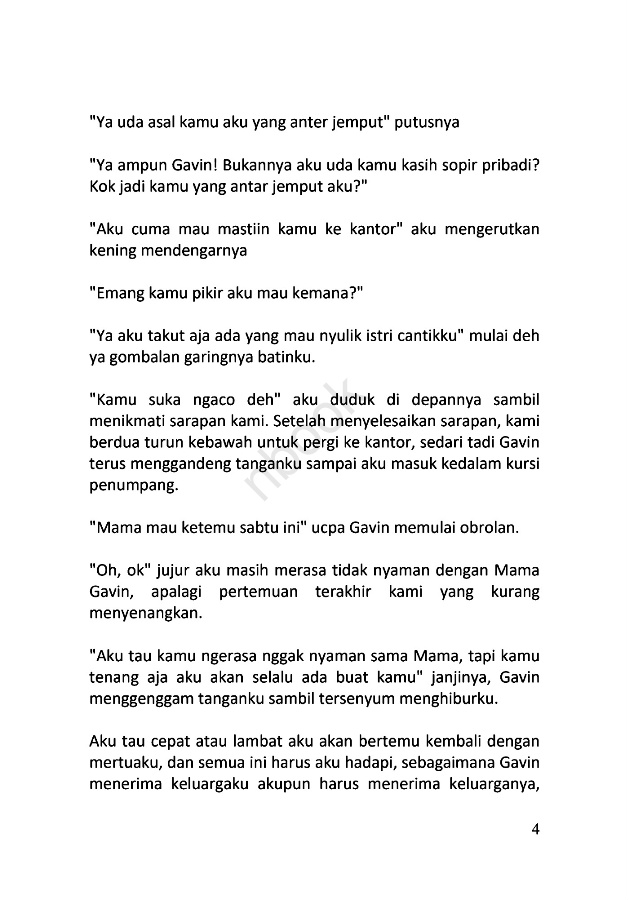 "Ya uda asal kamu aku yang anter jemput" putusnya
"Ya ampun Gavin! Bukannya aku uda kamu kasih sopir pribadi?
Kok jadi kamu yang antar jemput aku?"
"Aku cuma mau mastiin kamu ke kantor" aku mengerutkan
kening mendengarnya
"Emang kamu pikir aku mau kemana?"
"Ya aku takut aja ada yang mau nyulik istri cantikku" mulai deh
ya gombalan garingnya batinku.
"Kamu suka ngaco deh" aku duduk di depannya sambil
menikmati sarapan kami. Setelah menyelesaikan sarapan, kami
berdua turun kebawah untuk pergi ke kantor, sedari tadi Gavin
terus menggandeng tanganku sampai aku masuk kedalam kursi
penumpang.
nbook
"Mama mau ketemu sabtu ini" ucpa Gavin memulai obrolan.
"Oh, ok" jujur aku masih merasa tidak nyaman dengan Mama
Gavin, apalagi pertemuan terakhir kami yang kurang
menyenangkan.
"Aku tau kamu ngerasa nggak nyaman sama Mama, tapi kamu
tenang aja aku akan selalu ada buat kamu" janjinya, Gavin
menggenggam tanganku sambil tersenyum menghiburku.
Aku tau cepat atau lambat aku akan bertemu kembali dengan
mertuaku, dan semua ini harus aku hadapi, sebagaimana Gavin
menerima keluargaku akupun harus menerima keluarganya,
4